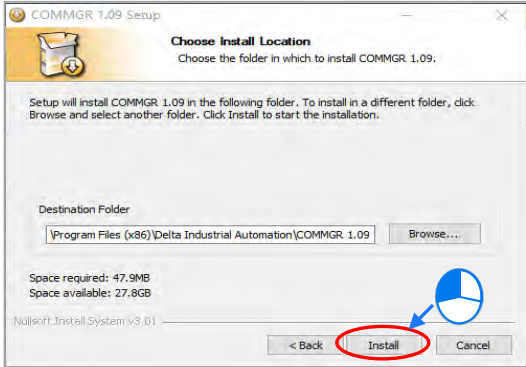 COMMGR 1.09 Setup
Choose Install Location
Choose the folder in which to install COMMGR 1.09.
Setup will install COMMGR 1.09 in the following folder. To install in a different folder, click
Browse and select another folder. Click Install to start the installation.
Destination Folder
\Program Files (x86)\Delta Industrial Automation\COMMGR 1.09
Browse...
Space required: 47.9MB
Space available: 27.8GB
Nullsoft Install System v3.01
< Back
Install
Cancel